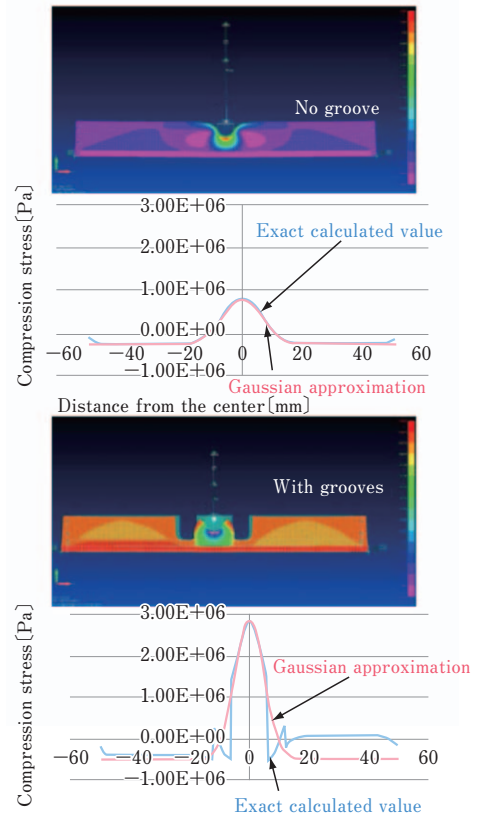 No groove
Compression stress[Pa]
3.00E+06
2.00E+06
1.00E+06
0.00E+00
−1.00E+06
−60 −40 −20 0 20 40 60
Exact calculated value
Gaussian approximation
Distance from the center[mm]
With grooves
Compression stress[Pa]
3.00E+06
2.00E+06
1.00E+06
0.00E+00
−1.00E+06
−60 −40 −20 0 20 40 60
Gaussian approximation
Exact calculated value